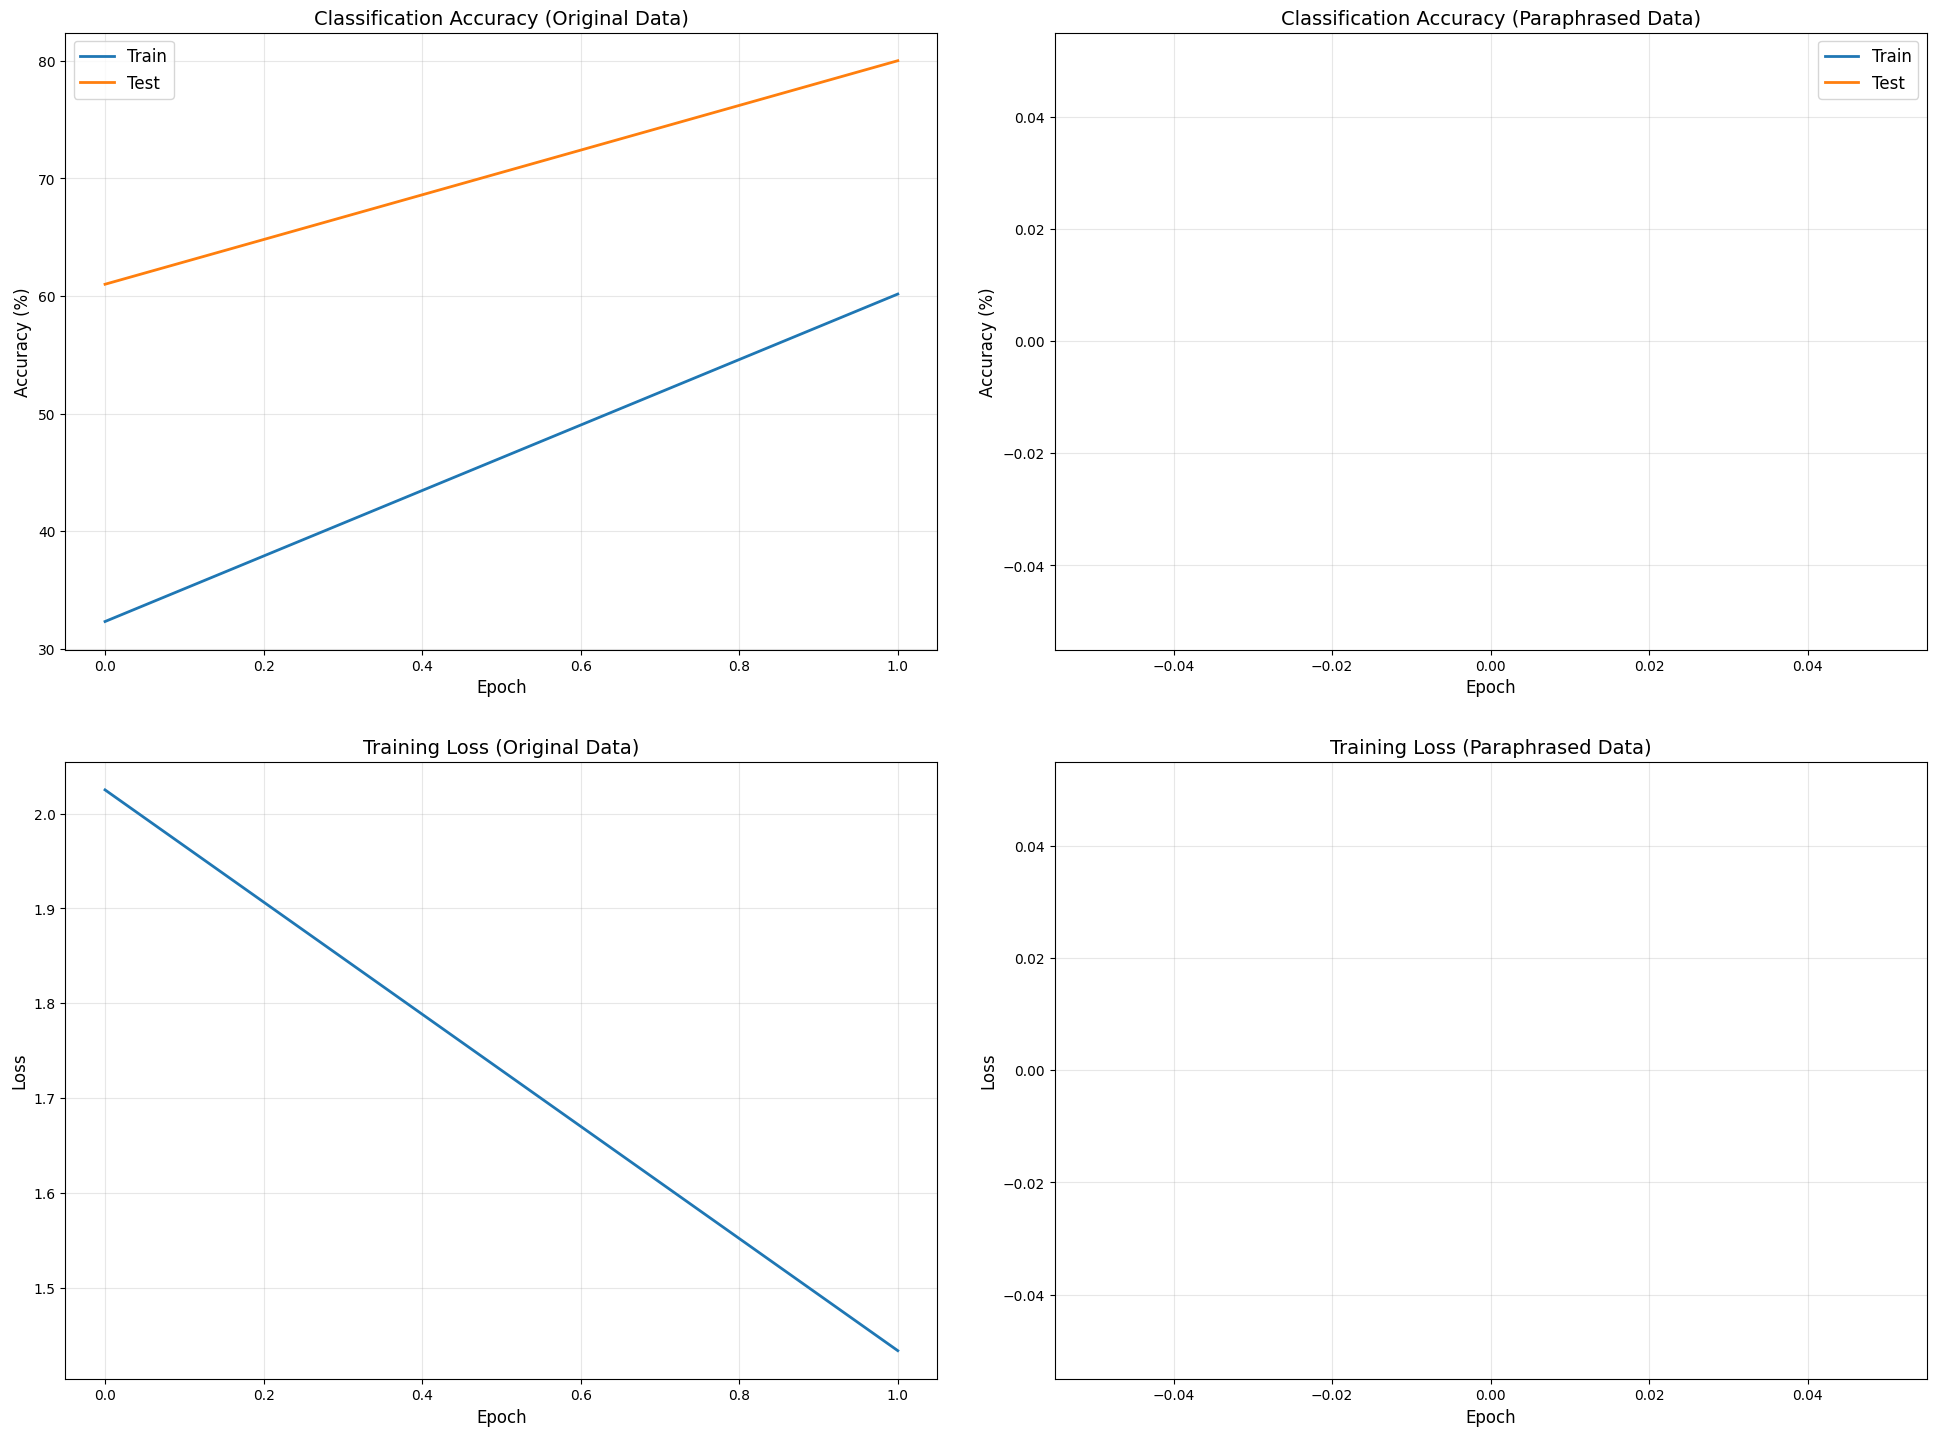 Classification Accuracy (Original Data)
Train
Test
80
70
60
50
40
30
Accuracy (%)
0.0 0.2 0.4 0.6 0.8 1.0
Epoch
Classification Accuracy (Paraphrased Data)
Train
Test
0.04
0.02
0.00
−0.02
−0.04
Accuracy (%)
−0.04 −0.02 0.00 0.02 0.04
Epoch
Training Loss (Original Data)
2.0
1.9
1.8
1.7
1.6
1.5
Loss
0.0 0.2 0.4 0.6 0.8 1.0
Epoch
Training Loss (Paraphrased Data)
0.04
0.02
0.00
−0.02
−0.04
Loss
−0.04 −0.02 0.00 0.02 0.04
Epoch